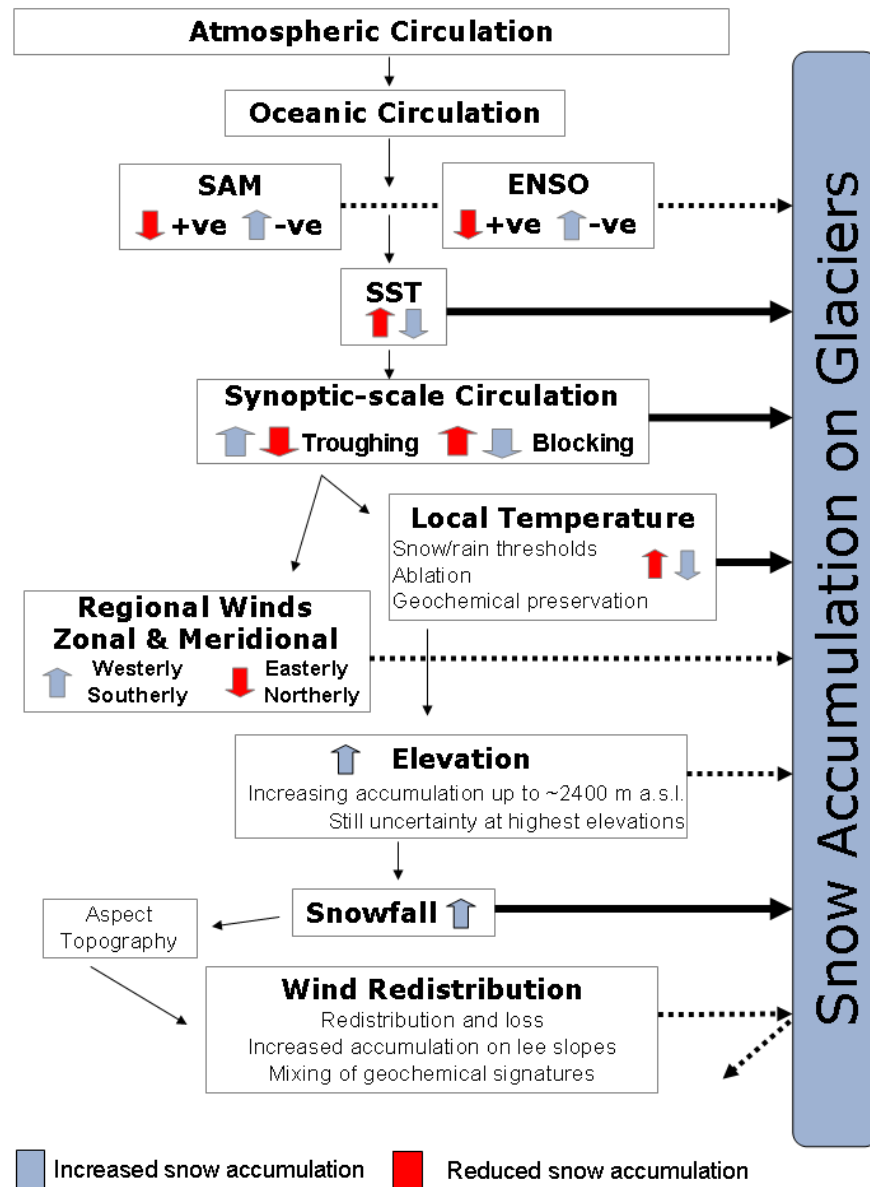 Atmospheric Circulation
Oceanic Circulation
SAM
+ve -ve
ENSO
+ve -ve
SST
Synoptic-scale Circulation
Troughing Blocking
Local Temperature
Snow/rain thresholds
Ablation
Geochemical preservation
Regional Winds
Zonal & Meridional
Westerly Easterly
Southerly Northerly
Elevation
Increasing accumulation up to ~2400 m a.s.l.
Still uncertainty at highest elevations
Snowfall
Aspect
Topography
Wind Redistribution
Redistribution and loss
Increased accumulation on lee slopes
Mixing of geochemical signatures
Snow Accumulation on Glaciers
Increased snow accumulation
Reduced snow accumulation